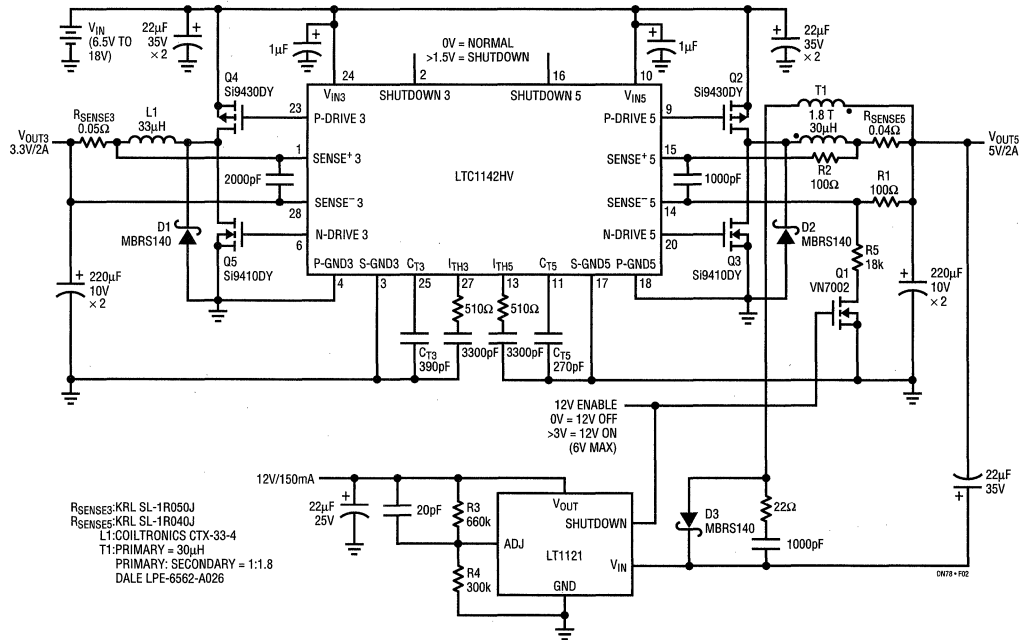 VIN
(6.5V TO
18V)
22µF
35V
× 2
1µF
0V = NORMAL
>1.5V = SHUTDOWN
1µF
22µF
35V
× 2
Q4
Si9430DY
24
2
16
10
Q2
Si9430DY
T1
1.8 T
30µH
VIN3
SHUTDOWN 3
SHUTDOWN 5
VIN5
23
P-DRIVE 3
P-DRIVE 5
9
RSENSE3
0.05Ω
L1
33µH
RSENSE5
0.04Ω
VOUT3
3.3V/2A
VOUT5
5V/2A
1
SENSE+ 3
SENSE+ 5
15
2000pF
LTC1142HV
1000pF
R2
100Ω
R1
100Ω
28
SENSE– 3
SENSE– 5
14
D1
MBRS140
6
N-DRIVE 3
N-DRIVE 5
20
D2
MBRS140
Q5
Si9410DY
Q3
Si9410DY
R5
18k
P-GND3
S-GND3
CT3
ITH3
ITH5
CT5
S-GND5
P-GND5
4
3
25
27
13
11
17
18
220µF
10V
× 2
Q1
VN7002
220µF
10V
× 2
510Ω
510Ω
CT3
390pF
3300pF
3300pF
CT5
270pF
12V ENABLE
0V = 12V OFF
>3V = 12V ON
(6V MAX)
12V/150mA
22µF
25V
20pF
R3
660k
VOUT
SHUTDOWN
ADJ
LT1121
VIN
GND
R4
300k
D3
MBRS140
22Ω
1000pF
22µF
35V
RSENSE3:KRL SL-1R050J
RSENSE5:KRL SL-1R040J
L1:COILTRONICS CTX-33-4
T1:PRIMARY = 30µH
PRIMARY: SECONDARY = 1:1.8
DALE LPE-6562-A026
DN78 • F02